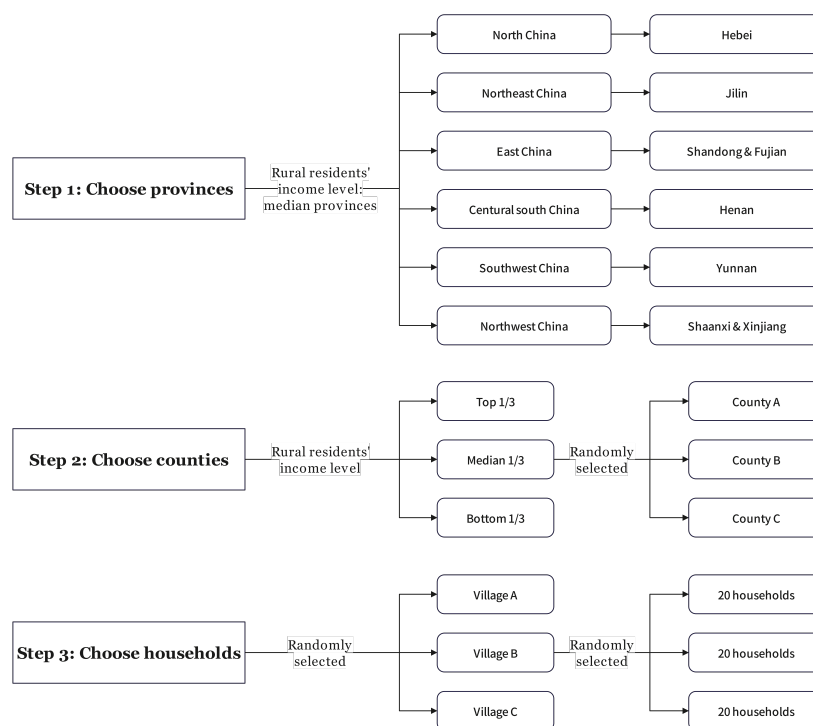 North China
Hebei
Northeast China
Jilin
East China
Shandong & Fujian
Step 1: Choose provinces
Rural residents'
income level:
median provinces
Centural south China
Henan
Southwest China
Yunnan
Northwest China
Shaanxi & Xinjiang
Top 1/3
County A
Step 2: Choose counties
Rural residents'
income level
Median 1/3
Randomly
selected
County B
Bottom 1/3
County C
Village A
20 households
Step 3: Choose households
Randomly
selected
Village B
Randomly
selected
20 households
Village C
20 households